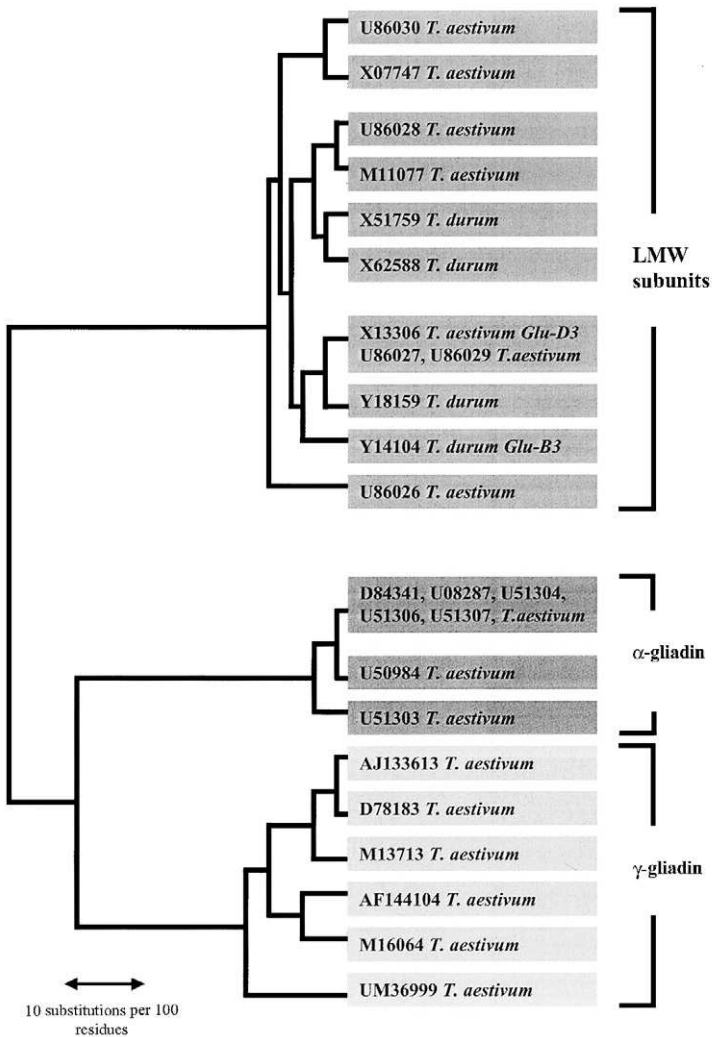 U86030 T. aestivum
X07747 T. aestivum
U86028 T. aestivum
M11077 T. aestivum
X51759 T. durum
X62588 T. durum
X13306 T. aestivum Glu-D3
U86027, U86029 T.aestivum
Y18159 T. durum
Y14104 T. durum Glu-B3
U86026 T. aestivum
LMW
subunits
D84341, U08287, U51304,
U51306, U51307, T.aestivum
U50984 T. aestivum
U51303 T. aestivum
α-gliadin
AJ133613 T. aestivum
D78183 T. aestivum
M13713 T. aestivum
AF144104 T. aestivum
M16064 T. aestivum
UM36999 T. aestivum
γ-gliadin
10 substitutions per 100
residues